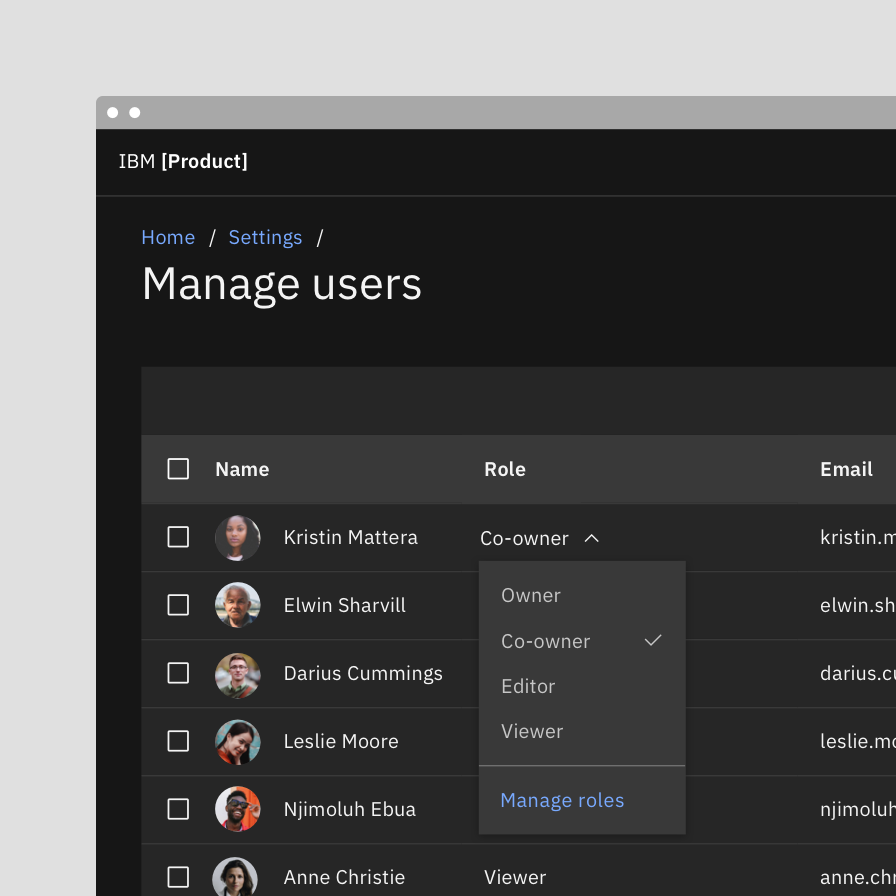 IBM [Product]
Home / Settings /
Manage users
Name Role Email
Kristin Mattera Co-owner kristin.m
Owner
Elwin Sharvill elwin.sh
Co-owner
Darius Cummings darius.cu
Editor
Viewer
Leslie Moore leslie.mo
Manage roles
Njimoluh Ebua njimoluh
Anne Christie Viewer anne.chr